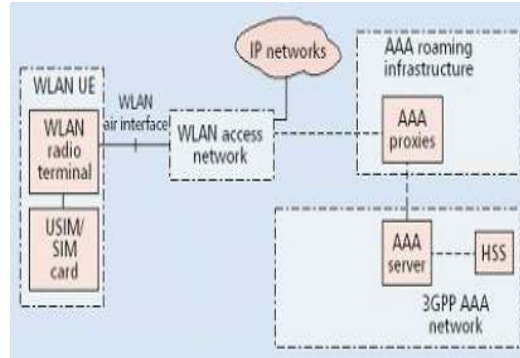 IP networks
AAA roaming
infrastructure
WLAN UE
WLAN
air interface
WLAN
radio
terminal
WLAN access
network
AAA
proxies
USIM/
SIM
card
AAA
server
HSS
3GPP AAA
network